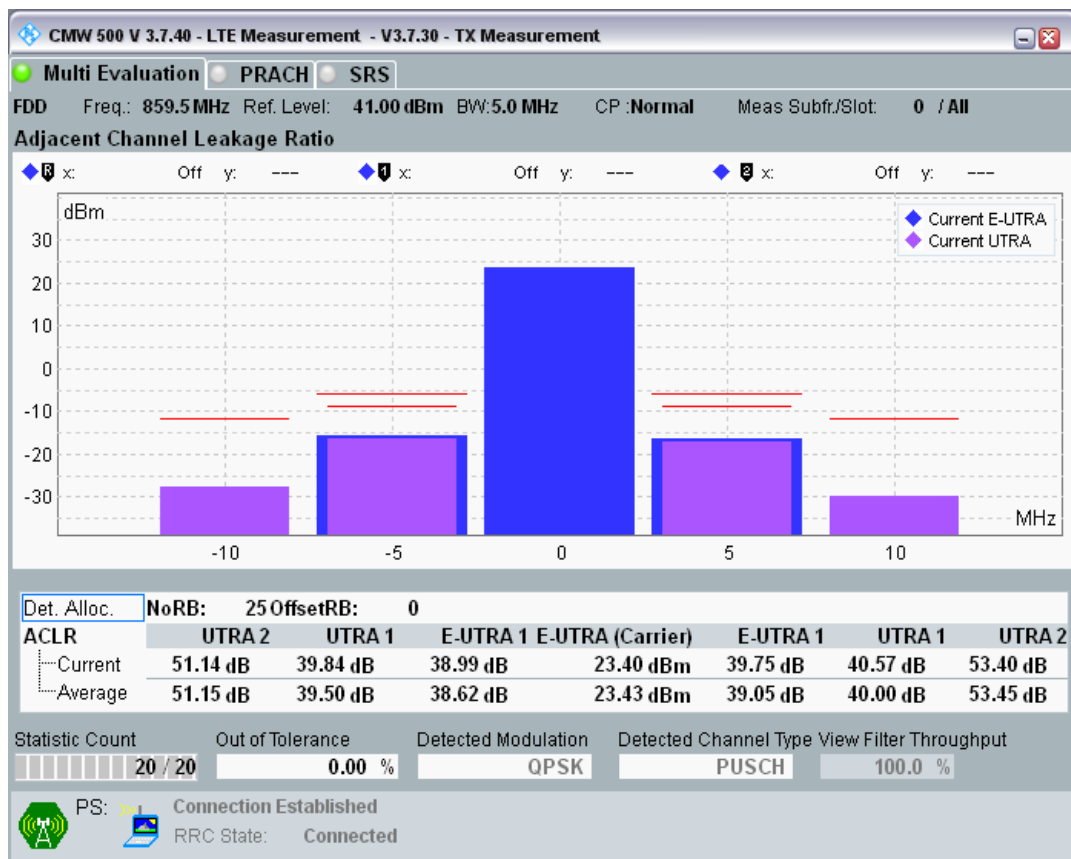 CMW 500 V 3.7.40 - LTE Measurement - V3.7.30 - TX Measurement
Multi Evaluation PRACH SRS
FDD Freq.: 859.5 MHz Ref. Level: 41.00 dBm BW:5.0 MHz CP :Normal Meas Subfr./Slot: 0 / All
Adjacent Channel Leakage Ratio
R x: Off y: --- 1 x: Off y: --- 2 x: Off y: ---
dBm
Current E-UTRA
Current UTRA
30
20
10
0
-10
-20
-30
MHz
-10 -5 0 5 10
Det. Alloc. NoRB: 25 OffsetRB: 0
ACLR UTRA 2 UTRA 1 E-UTRA 1 E-UTRA (Carrier) E-UTRA 1 UTRA 1 UTRA 2
Current 51.14 dB 39.84 dB 38.99 dB 23.40 dBm 39.75 dB 40.57 dB 53.40 dB
Average 51.15 dB 39.50 dB 38.62 dB 23.43 dBm 39.05 dB 40.00 dB 53.45 dB
Statistic Count Out of Tolerance Detected Modulation Detected Channel Type View Filter Throughput
20 / 20 0.00 % QPSK PUSCH 100.0 %
PS: Connection Established
RRC State: Connected